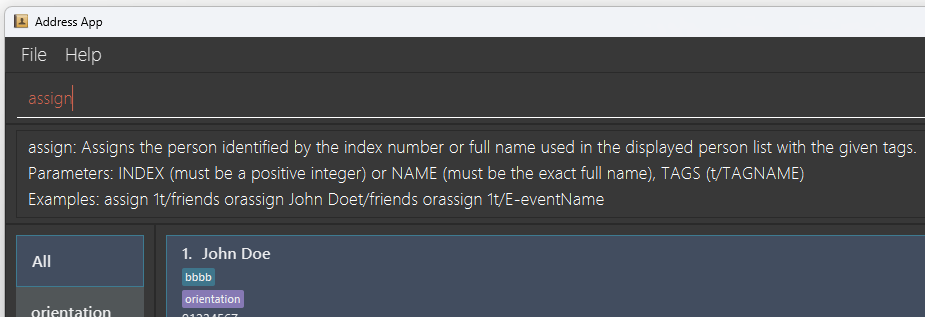 Address App
File Help
assign
assign: Assigns the person identified by the index number or full name used in the displayed person list with the given tags.
Parameters: INDEX (must be a positive integer) or NAME (must be the exact full name), TAGS (t/TAGNAME)
Examples: assign 1t/friends orassign John Doet/friends orassign 1t/E-eventName
All
1. John Doe
bbbb
orientation
orientation